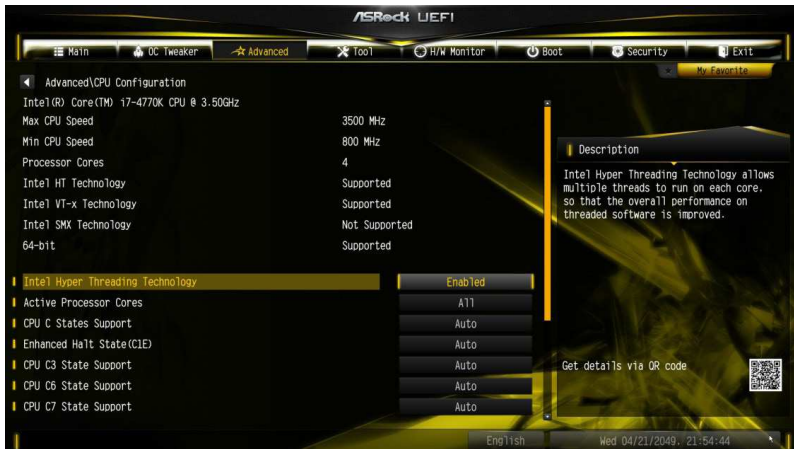 ASRock UEFI
Main
OC Tweaker
Advanced
Tool
H/W Monitor
Boot
Security
Exit
My Favorite
Advanced\CPU Configuration
Intel(R) Core(TM) i7-4770K CPU @ 3.50GHz
Max CPU Speed 3500 MHz
Min CPU Speed 800 MHz
Processor Cores 4
Intel HT Technology Supported
Intel VT-x Technology Supported
Intel SMX Technology Not Supported
64-bit Supported
Intel Hyper Threading Technology Enabled
Active Processor Cores All
CPU C States Support Auto
Enhanced Halt State(C1E) Auto
CPU C3 State Support Auto
CPU C6 State Support Auto
CPU C7 State Support Auto
Description
Intel Hyper Threading Technology allows
multiple threads to run on each core,
so that the overall performance on
threaded software is improved.
Get details via QR code
English
Wed 04/21/2049, 21:54:44